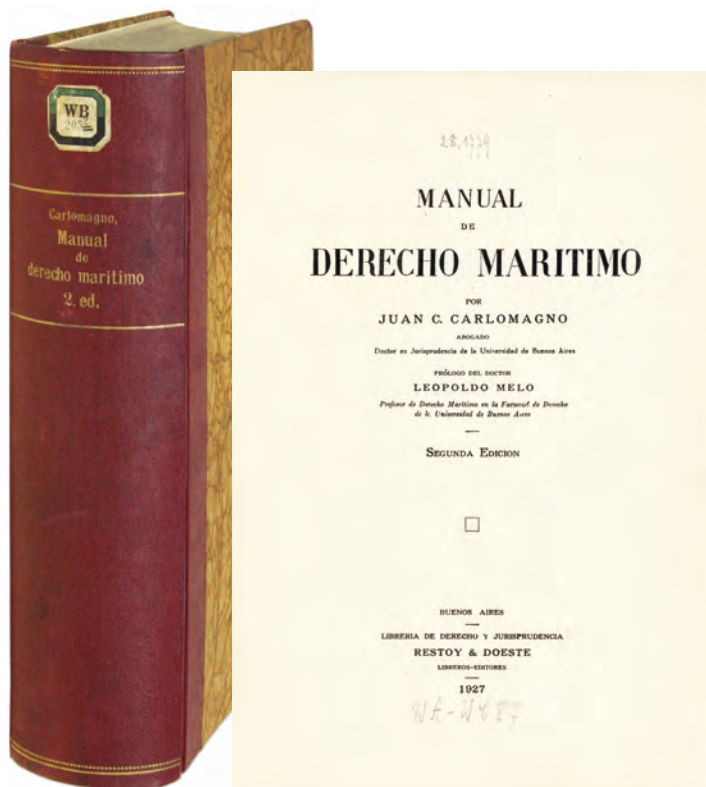 WB
Carlomagno,
Manual
de
derecho maritimo
2. ed.
28,1339
MANUAL
DE
DERECHO MARITIMO
POR
JUAN C. CARLOMAGNO
ABOGADO
Doctor en Jurisprudencia de la Universidad de Buenos Aires
PRÓLOGO DEL DOCTOR
LEOPOLDO MELO
Profesor de Derecho Marítimo en la Facultad de Derecho
de la Universidad de Buenos Aires
SEGUNDA EDICION
BUENOS AIRES
LIBRERIA DE DERECHO Y JURISPRUDENCIA
RESTOY & DOESTE
LIBREROS-EDITORES
1927